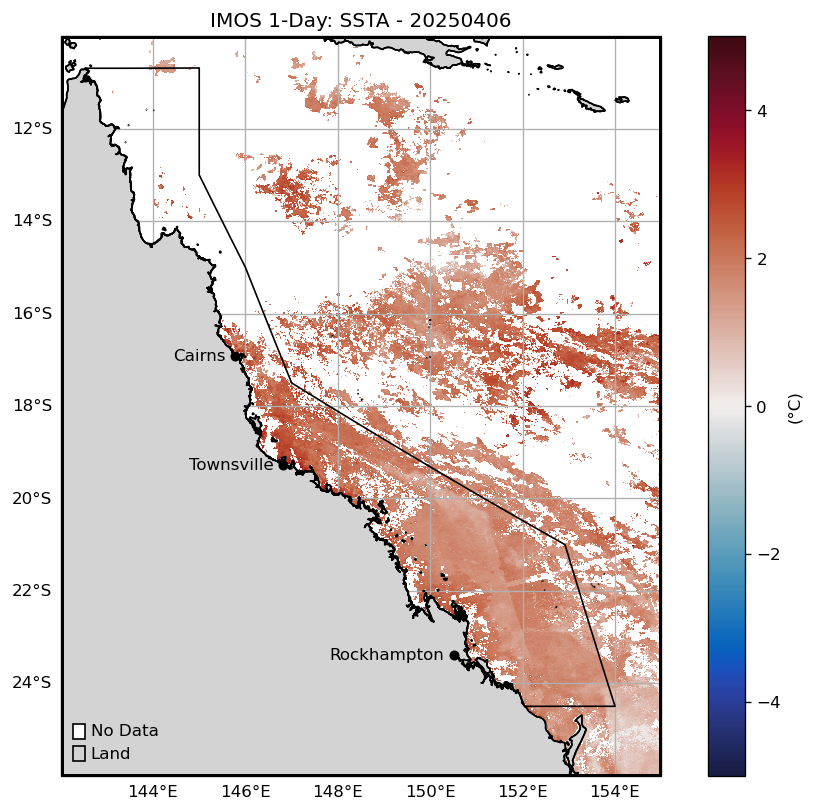 IMOS 1-Day: SSTA - 20250406
12°S
14°S
16°S
18°S
20°S
22°S
24°S
Cairns
Townsville
Rockhampton
No Data
Land
144°E 146°E 148°E 150°E 152°E 154°E
4
2
0
−2
−4
(°C)